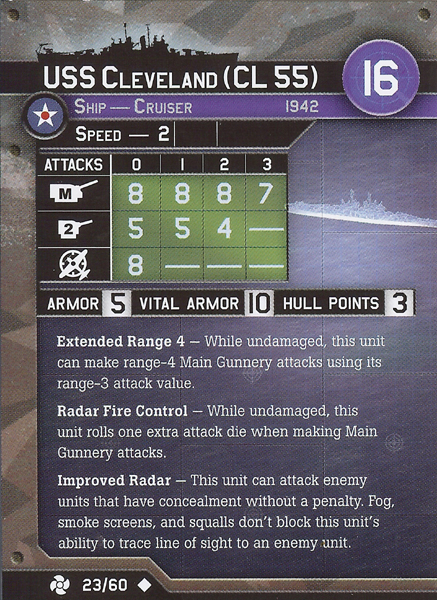 USS CLEVELAND (CL 55) 16
SHIP — CRUISER 1942
SPEED — 2
ATTACKS 0 1 2 3
M 8 8 8 7
2 5 5 4 —
8 — — —
ARMOR 5 VITAL ARMOR 10 HULL POINTS 3
Extended Range 4 — While undamaged, this unit
can make range-4 Main Gunnery attacks using its
range-3 attack value.
Radar Fire Control — While undamaged, this
unit rolls one extra attack die when making Main
Gunnery attacks.
Improved Radar — This unit can attack enemy
units that have concealment without a penalty. Fog,
smoke screens, and squalls don't block this unit's
ability to trace line of sight to an enemy unit.
23/60